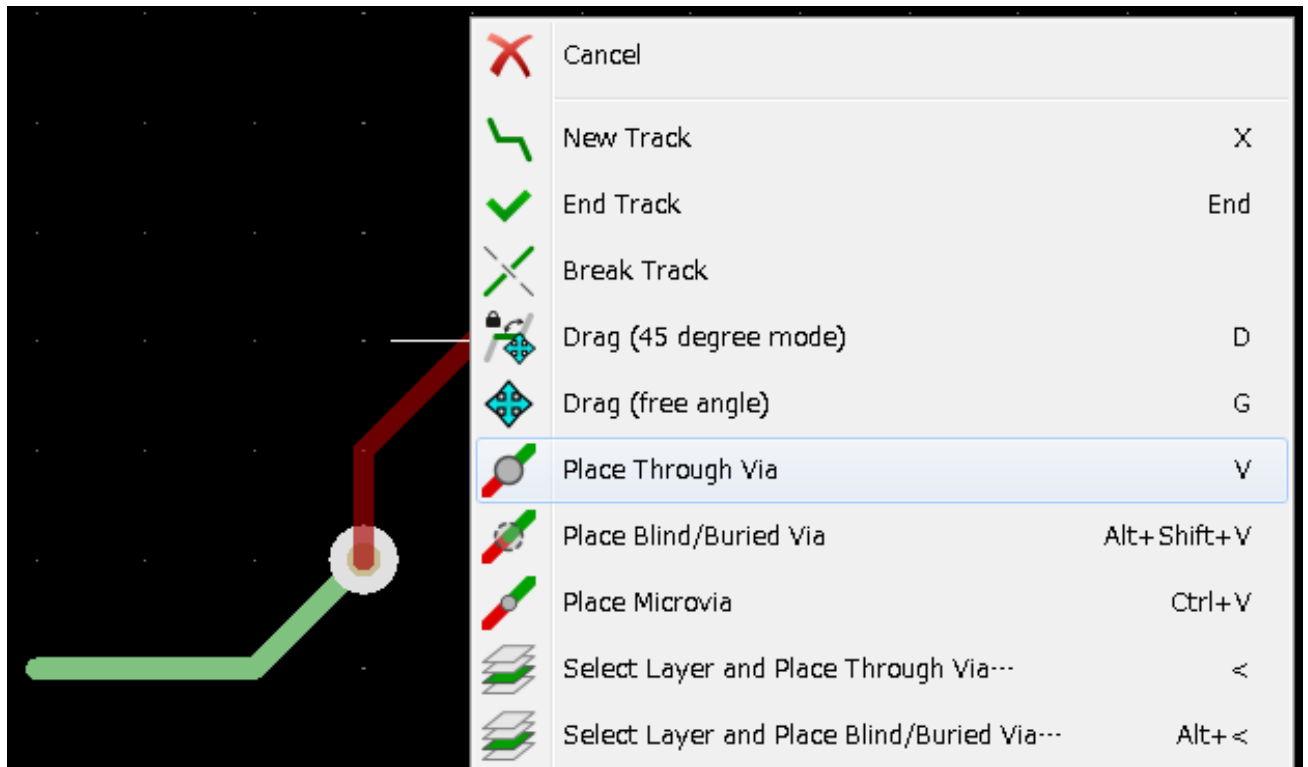 Cancel
New Track X
End Track End
Break Track
Drag (45 degree mode) D
Drag (free angle) G
Place Through Via V
Place Blind/Buried Via Alt+Shift+V
Place Microvia Ctrl+V
Select Layer and Place Through Via... <
Select Layer and Place Blind/Buried Via... Alt+<